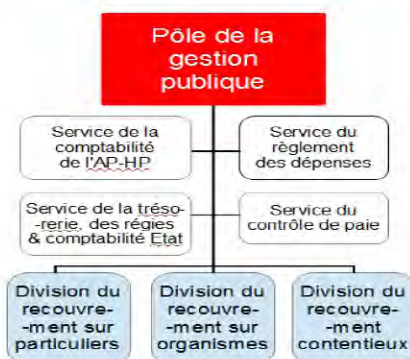 Pôle de la
gestion
publique
Service de la
comptabilité
de l'AP-HP
Service du
règlement
des dépenses
Service de la tréso-
-rerie, des régies
& comptabilité Etat
Service du
contrôle de paie
Division du
recouvre-
-ment sur
particuliers
Division du
recouvre-
-ment sur
organismes
Division du
recouvre-
-ment
contentieux